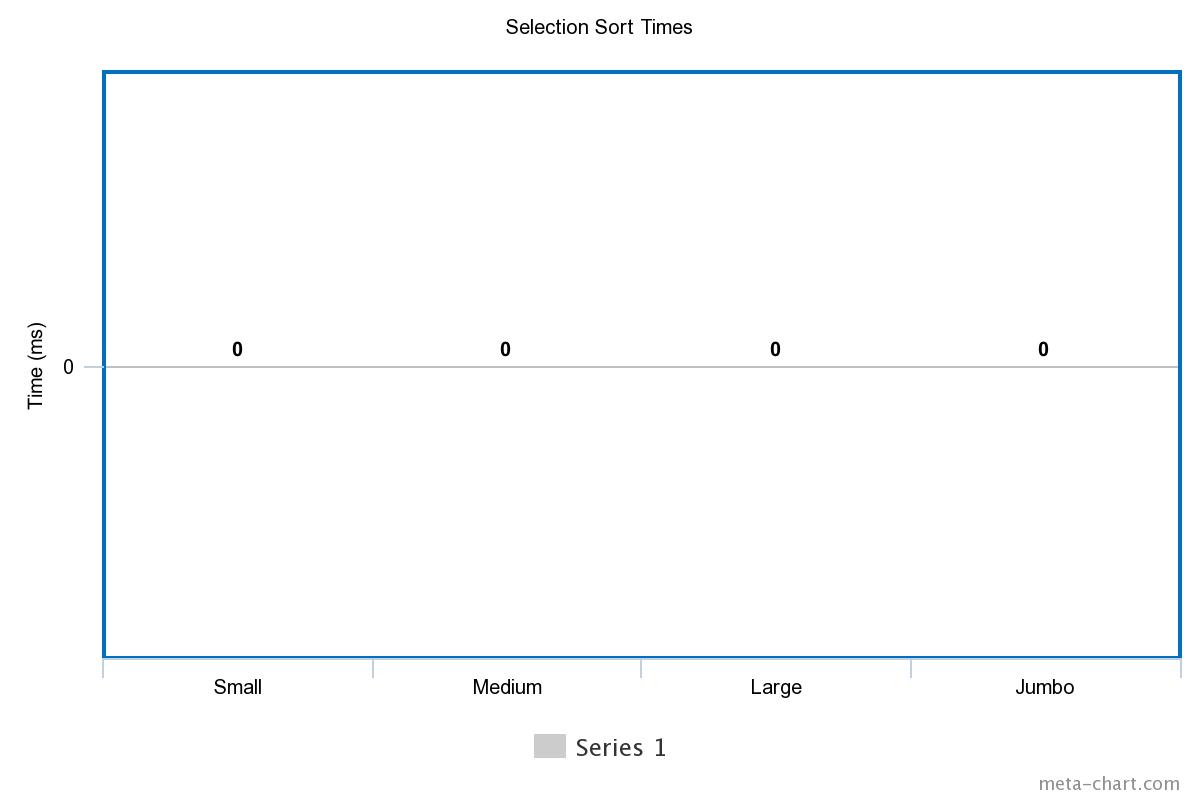 Selection Sort Times
Time (ms)
0
0 0 0 0
Small Medium Large Jumbo
Series 1
meta-chart.com